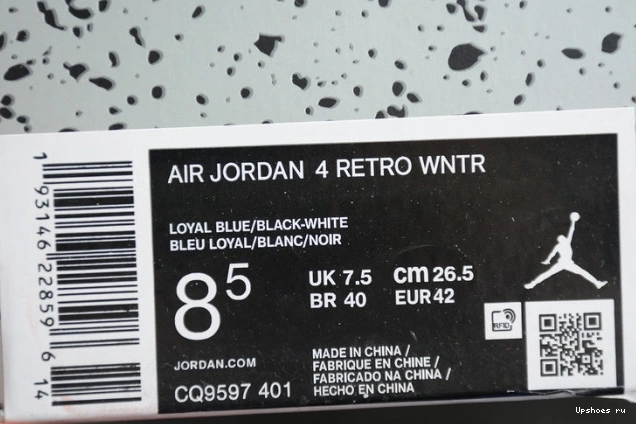 AIR JORDAN 4 RETRO WNTR
LOYAL BLUE/BLACK-WHITE
BLEU LOYAL/BLANC/NOIR
8 5
UK 7.5 cm 26.5
BR 40 EUR 42
RFID
JORDAN.COM
CQ9597 401
MADE IN CHINA /
FABRIQUE EN CHINE /
FABRICADO NA CHINA /
HECHO EN CHINA
1 93146 22859 6 14
Upshoes ru